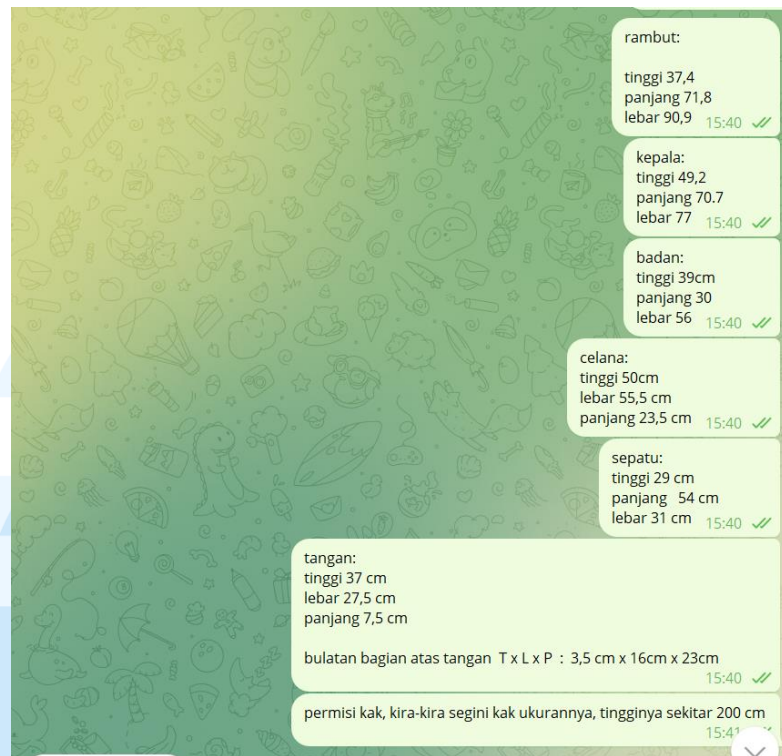 rambut:
tinggi 37,4
panjang 71,8
lebar 90,9 15:40
kepala:
tinggi 49,2
panjang 70.7
lebar 77 15:40
badan:
tinggi 39cm
panjang 30
lebar 56 15:40
celana:
tinggi 50cm
lebar 55,5 cm
panjang 23,5 cm 15:40
sepatu:
tinggi 29 cm
panjang 54 cm
lebar 31 cm 15:40
tangan:
tinggi 37 cm
lebar 27,5 cm
panjang 7,5 cm
bulatan bagian atas tangan T x L x P : 3,5 cm x 16cm x 23cm
15:40
permisi kak, kira-kira segini kak ukurannya, tingginya sekitar 200 cm
15:41